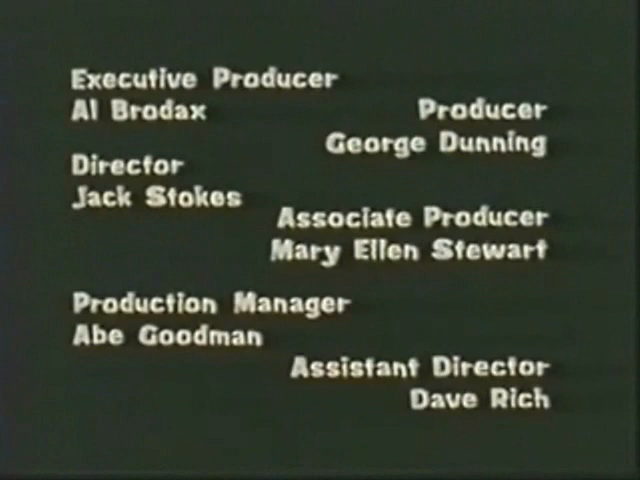 Executive Producer
Al Brodax
Producer
George Dunning
Director
Jack Stokes
Associate Producer
Mary Ellen Stewart
Production Manager
Abe Goodman
Assistant Director
Dave Rich